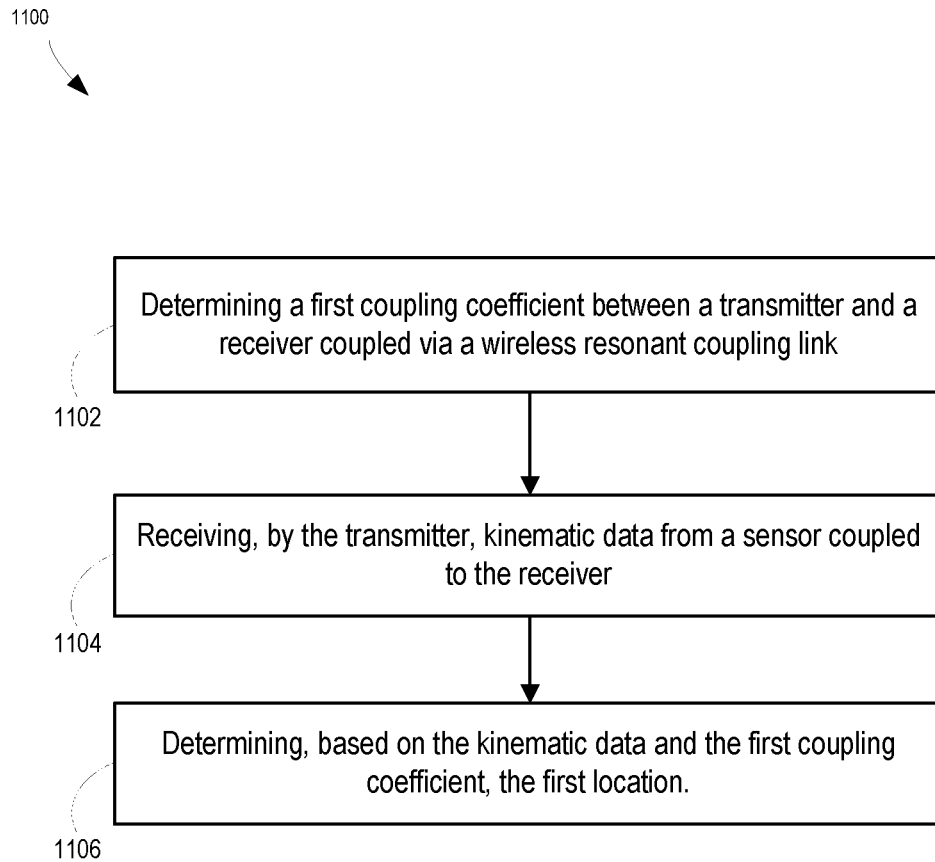 1100
Determining a first coupling coefficient between a transmitter and a
receiver coupled via a wireless resonant coupling link
1102
Receiving, by the transmitter, kinematic data from a sensor coupled
to the receiver
1104
Determining, based on the kinematic data and the first coupling
coefficient, the first location.
1106